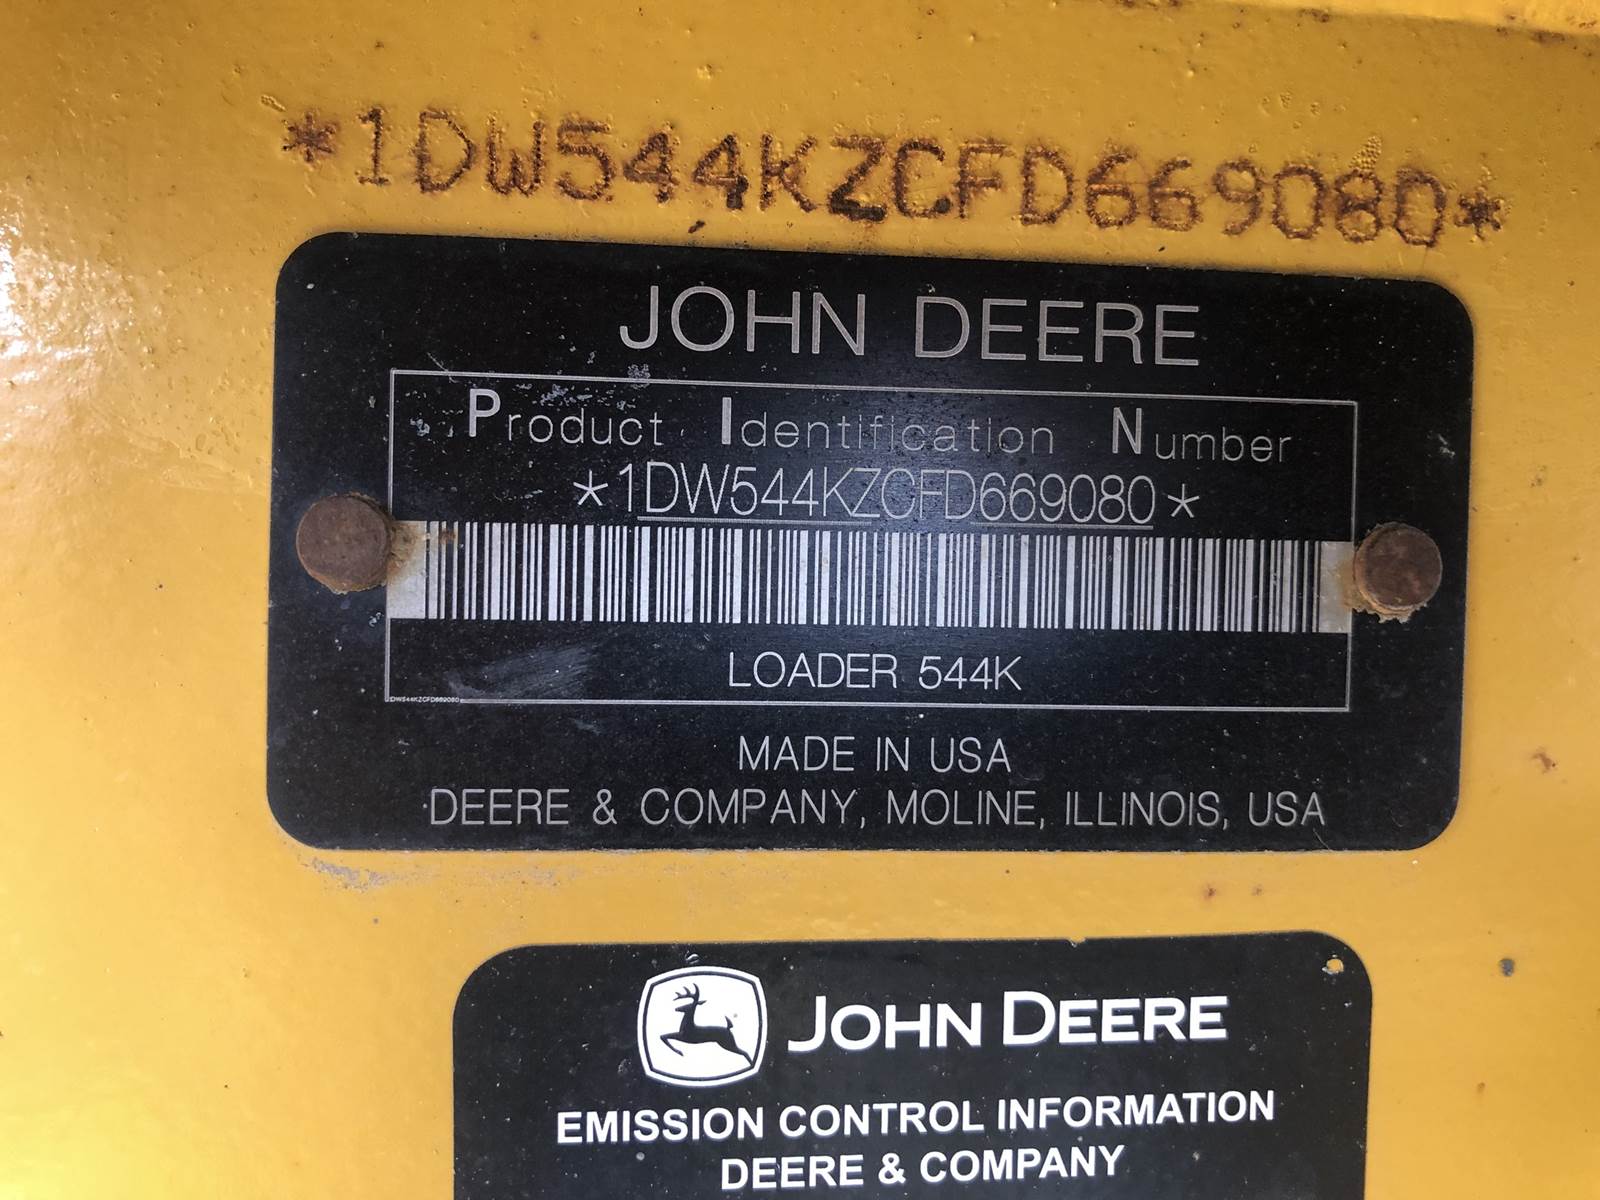 *1DW544KZCFD669080*
JOHN DEERE
Product Identification Number
*1DW544KZCFD669080*
LOADER 544K
1DW544KZCFD669080
MADE IN USA
DEERE & COMPANY, MOLINE, ILLINOIS, USA
JOHN DEERE
EMISSION CONTROL INFORMATION
DEERE & COMPANY